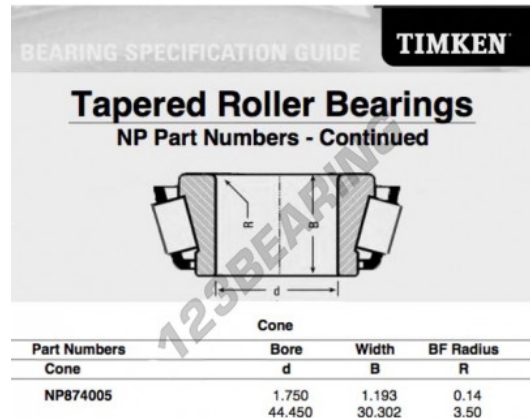 BEARING SPECIFICATION GUIDE
TIMKEN
Tapered Roller Bearings
NP Part Numbers - Continued
R
B
d
123BEARING
Cone
Part Numbers Bore Width BF Radius
Cone d B R
NP874005 1.750 1.193 0.14
44.450 30.302 3.50